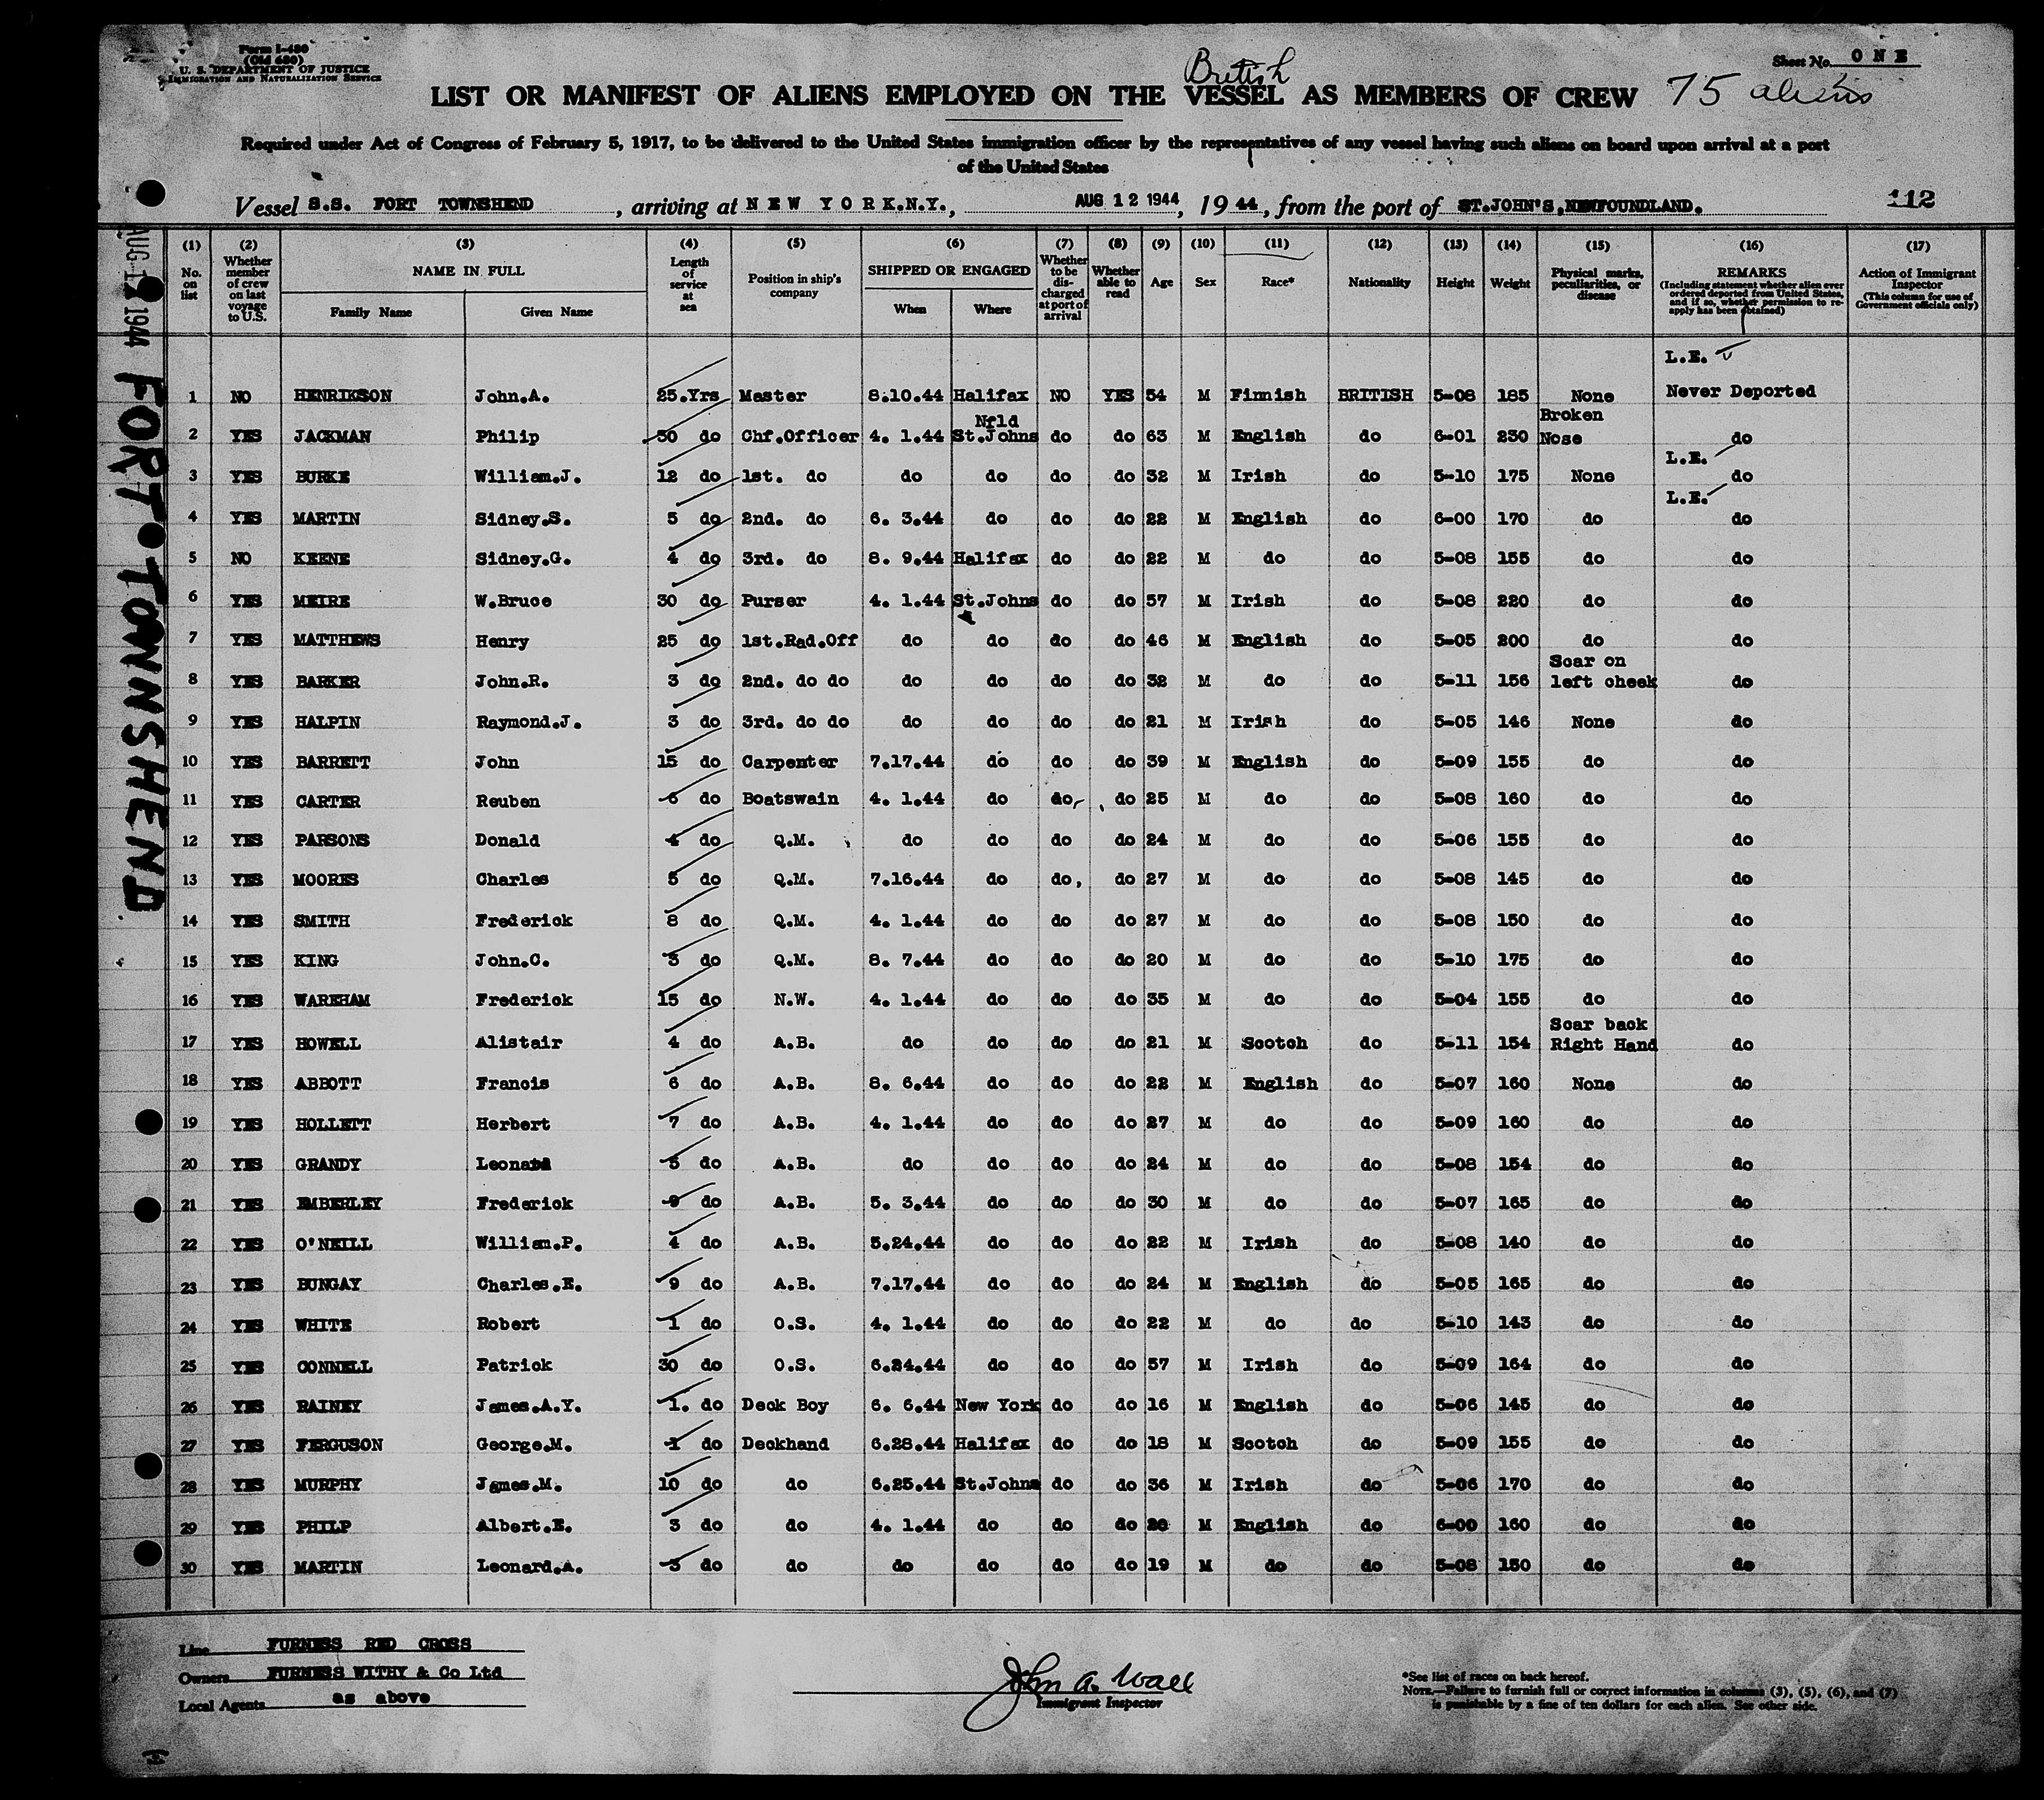 Form I-480
(Old 680)
U. S. DEPARTMENT OF JUSTICE
IMMIGRATION AND NATURALIZATION SERVICE
Sheet No. ONE
British
LIST OR MANIFEST OF ALIENS EMPLOYED ON THE VESSEL AS MEMBERS OF CREW 75 aliens
Required under Act of Congress of February 5, 1917, to be delivered to the United States immigration officer by the representatives of any vessel having such aliens on board upon arrival at a port
of the United States
Vessel S.S. FORT TOWNSHEND, arriving at NEW YORK.N.Y., AUG 12 1944, 1944, from the port of ST.JOHN'S,NEWFOUNDLAND. 112
(1) (2) (3) (4) (5) (6) (7) (8) (9) (10) (11) (12) (13) (14) (15) (16) (17)
No. on list Whether member of crew on last voyage to U.S. NAME IN FULL Family Name Given Name Length of service at sea Position in ship's company SHIPPED OR ENGAGED When Where Whether to be discharged at port of arrival Whether able to read Age Sex Race* Nationality Height Weight Physical marks, peculiarities, or disease REMARKS (Including statement whether alien ever ordered deported from United States, and if so, whether permission to reapply has been obtained) Action of Immigrant Inspector (This column for use of Government officials only)
L.E.
1 NO HENRIKSON John.A. 25.Yrs Master 8.10.44 Halifax NO YES 54 M Finnish BRITISH 5-08 185 None Never Deported
Nfld Broken
2 YES JACKMAN Philip 50 do Chf.Officer 4. 1.44 St.Johns do do 63 M English do 6-01 230 Nose do
L.E.
3 YES BURKE William.J. 12 do 1st. do do do do do 32 M Irish do 5-10 175 None do
L.E.
4 YES MARTIN Sidney.S. 5 do 2nd. do 6. 3.44 do do do 22 M English do 6-00 170 do do
5 NO KEENE Sidney.G. 4 do 3rd. do 8. 9.44 Halifax do do 22 M do do 5-08 155 do do
6 YES MEIRE W.Bruce 30 do Purser 4. 1.44 St.Johns do do 57 M Irish do 5-08 220 do do
7 YES MATTHEWS Henry 25 do 1st.Rad.Off do do do do 46 M English do 5-05 200 do do
Scar on
8 YES BARKER John.R. 3 do 2nd. do do do do do do 32 M do do 5-11 156 left cheek do
9 YES HALPIN Raymond.J. 3 do 3rd. do do do do do do 21 M Irish do 5-05 146 None do
10 YES BARRETT John 15 do Carpenter 7.17.44 do do do 39 M English do 5-09 155 do do
11 YES CARTER Reuben 6 do Boatswain 4. 1.44 do do do 25 M do do 5-08 160 do do
12 YES PARSONS Donald 4 do Q.M. do do do do 24 M do do 5-06 155 do do
13 YES MOORES Charles 5 do Q.M. 7.16.44 do do, do 27 M do do 5-08 145 do do
14 YES SMITH Frederick 8 do Q.M. 4. 1.44 do do do 27 M do do 5-08 150 do do
15 YES KING John.C. 3 do Q.M. 8. 7.44 do do do 20 M do do 5-10 175 do do
16 YES WAREHAM Frederick 15 do N.W. 4. 1.44 do do do 35 M do do 5-04 155 do do
Scar back
17 YES HOWELL Alistair 4 do A.B. do do do do 21 M Scotch do 5-11 154 Right Hand do
18 YES ABBOTT Francis 6 do A.B. 8. 6.44 do do do 22 M English do 5-07 160 None do
19 YES HOLLETT Herbert 7 do A.B. 4. 1.44 do do do 27 M do do 5-09 160 do do
20 YES GRANDY Leonard 5 do A.B. do do do do 24 M do do 5-08 154 do do
21 YES EMBERLEY Frederick 9 do A.B. 5. 3.44 do do do 30 M do do 5-07 165 do do
22 YES O'NEILL William.P. 4 do A.B. 5.24.44 do do do 22 M Irish do 5-08 140 do do
23 YES BUNGAY Charles.E. 9 do A.B. 7.17.44 do do do 24 M English do 5-05 165 do do
24 YES WHITE Robert 1 do O.S. 4. 1.44 do do do 22 M do do 5-10 143 do do
25 YES CONNELL Patrick 30 do O.S. 6.24.44 do do do 57 M Irish do 5-09 164 do do
26 YES RAINEY James.A.Y. 1. do Deck Boy 6. 6.44 New York do do 16 M English do 5-06 145 do do
27 YES FERGUSON George.M. 1 do Deckhand 6.28.44 Halifax do do 18 M Scotch do 5-09 155 do do
28 YES MURPHY James.M. 10 do do 6.25.44 St.Johns do do 36 M Irish do 5-06 170 do do
29 YES PHILP Albert.E. 3 do do 4. 1.44 do do do 20 M English do 6-00 160 do do
30 YES MARTIN Leonard.A. 3 do do do do do do 19 M do do 5-08 150 do do
AUG 12 1944 FORT TOWNSHEND
Line FURNESS RED CROSS
Owners FURNESS WITHY & Co Ltd
Local Agents as above
John A. Wall
Immigrant Inspector
*See list of races on back hereof.
NOTE.—Failure to furnish full or correct information in columns (3), (5), (6), and (7)
is punishable by a fine of ten dollars for each alien. See other side.